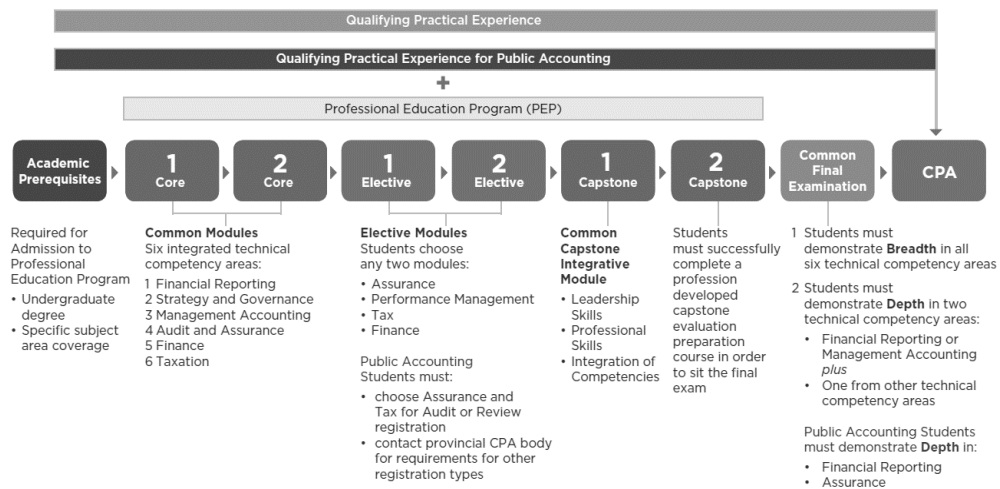 Qualifying Practical Experience
Qualifying Practical Experience for Public Accounting
+
Professional Education Program (PEP)
Academic
Prerequisites
1
Core
2
Core
1
Elective
2
Elective
1
Capstone
2
Capstone
Common
Final
Examination
CPA
Required for
Admission to
Professional
Education Program
• Undergraduate
degree
• Specific subject
area coverage
Common Modules
Six integrated technical
competency areas:
1 Financial Reporting
2 Strategy and Governance
3 Management Accounting
4 Audit and Assurance
5 Finance
6 Taxation
Elective Modules
Students choose
any two modules:
• Assurance
• Performance Management
• Tax
• Finance
Public Accounting
Students must:
• choose Assurance and
Tax for Audit or Review
registration
• contact provincial CPA body
for requirements for other
registration types
Common
Capstone
Integrative
Module
• Leadership
Skills
• Professional
Skills
• Integration of
Competencies
Students
must successfully
complete a
profession
developed
capstone
evaluation
preparation
course in order
to sit the final
exam
1 Students must
demonstrate Breadth in all
six technical competency areas
2 Students must
demonstrate Depth in two
technical competency areas:
• Financial Reporting or
Management Accounting
plus
• One from other technical
competency areas
Public Accounting Students
must demonstrate Depth in:
• Financial Reporting
• Assurance